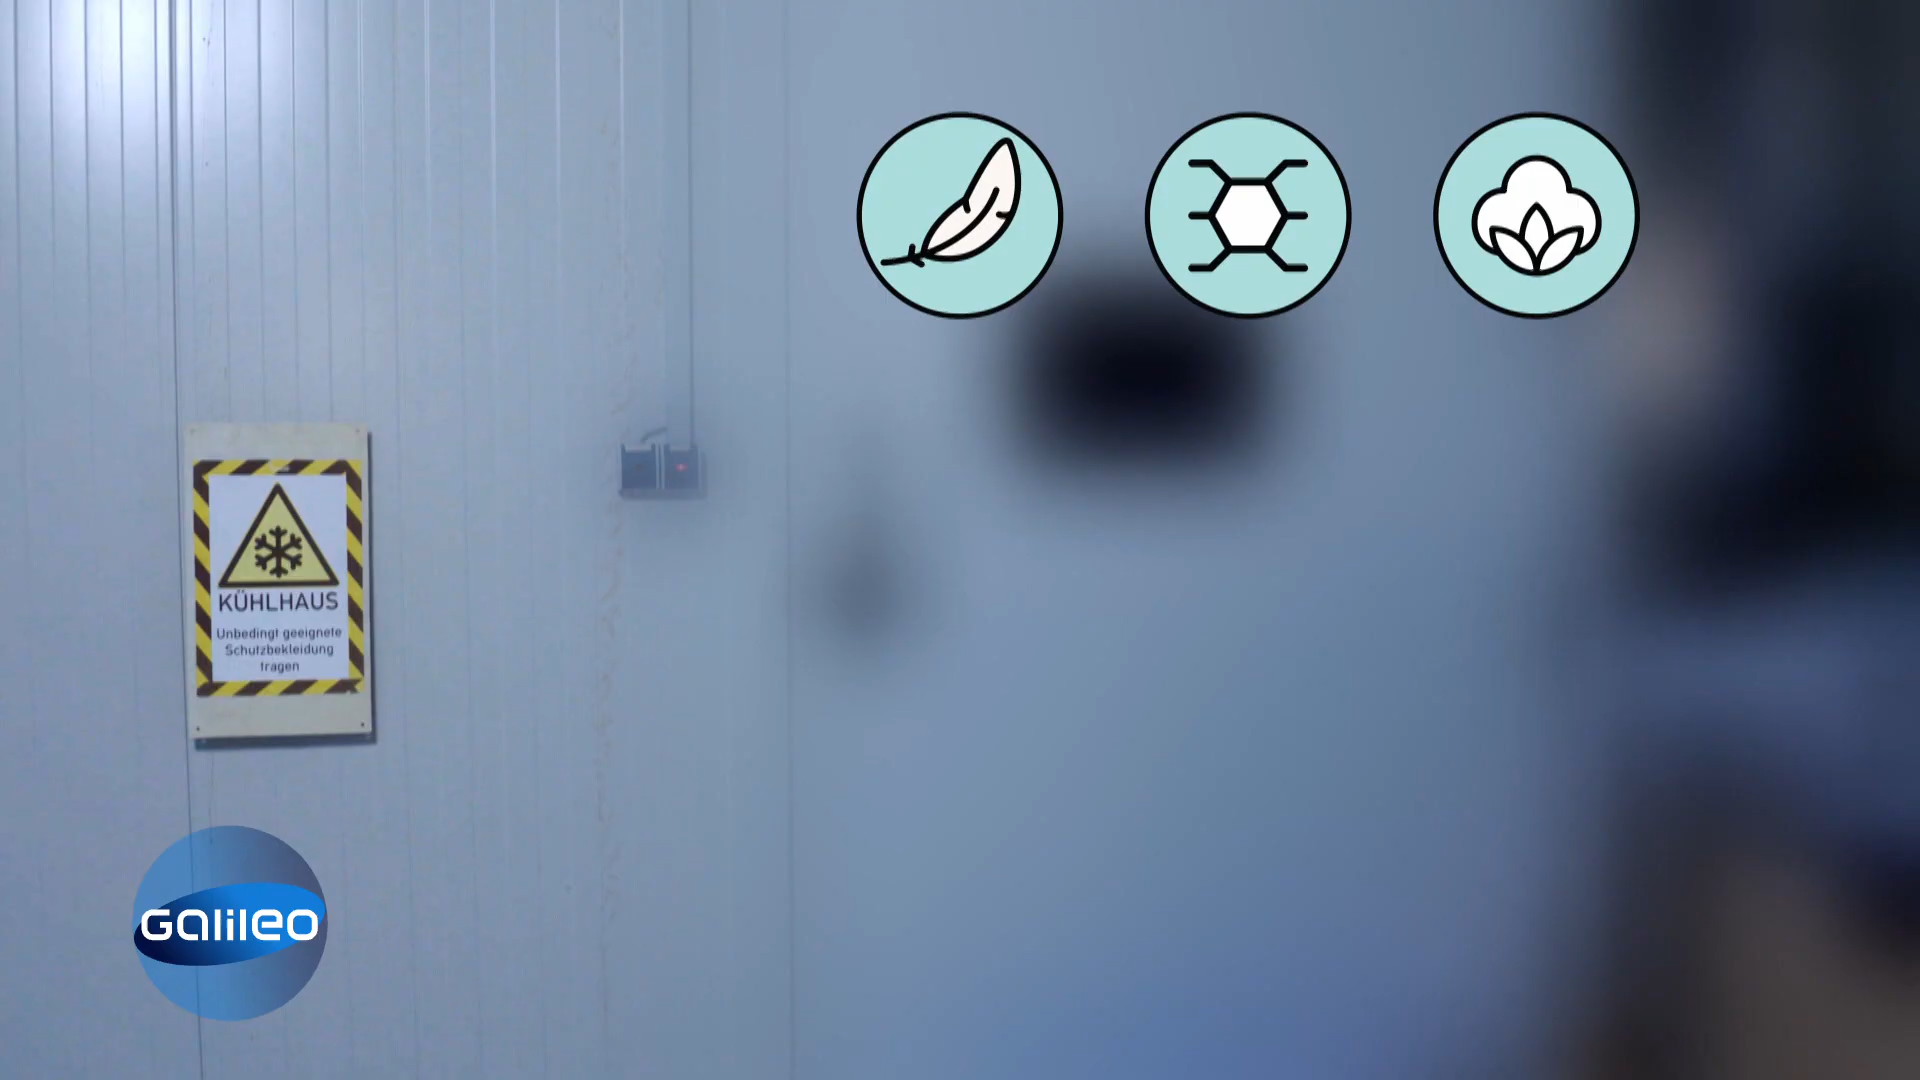 KÜHLHAUS
Unbedingt geeignete
Schutzbekleidung
tragen
Galileo